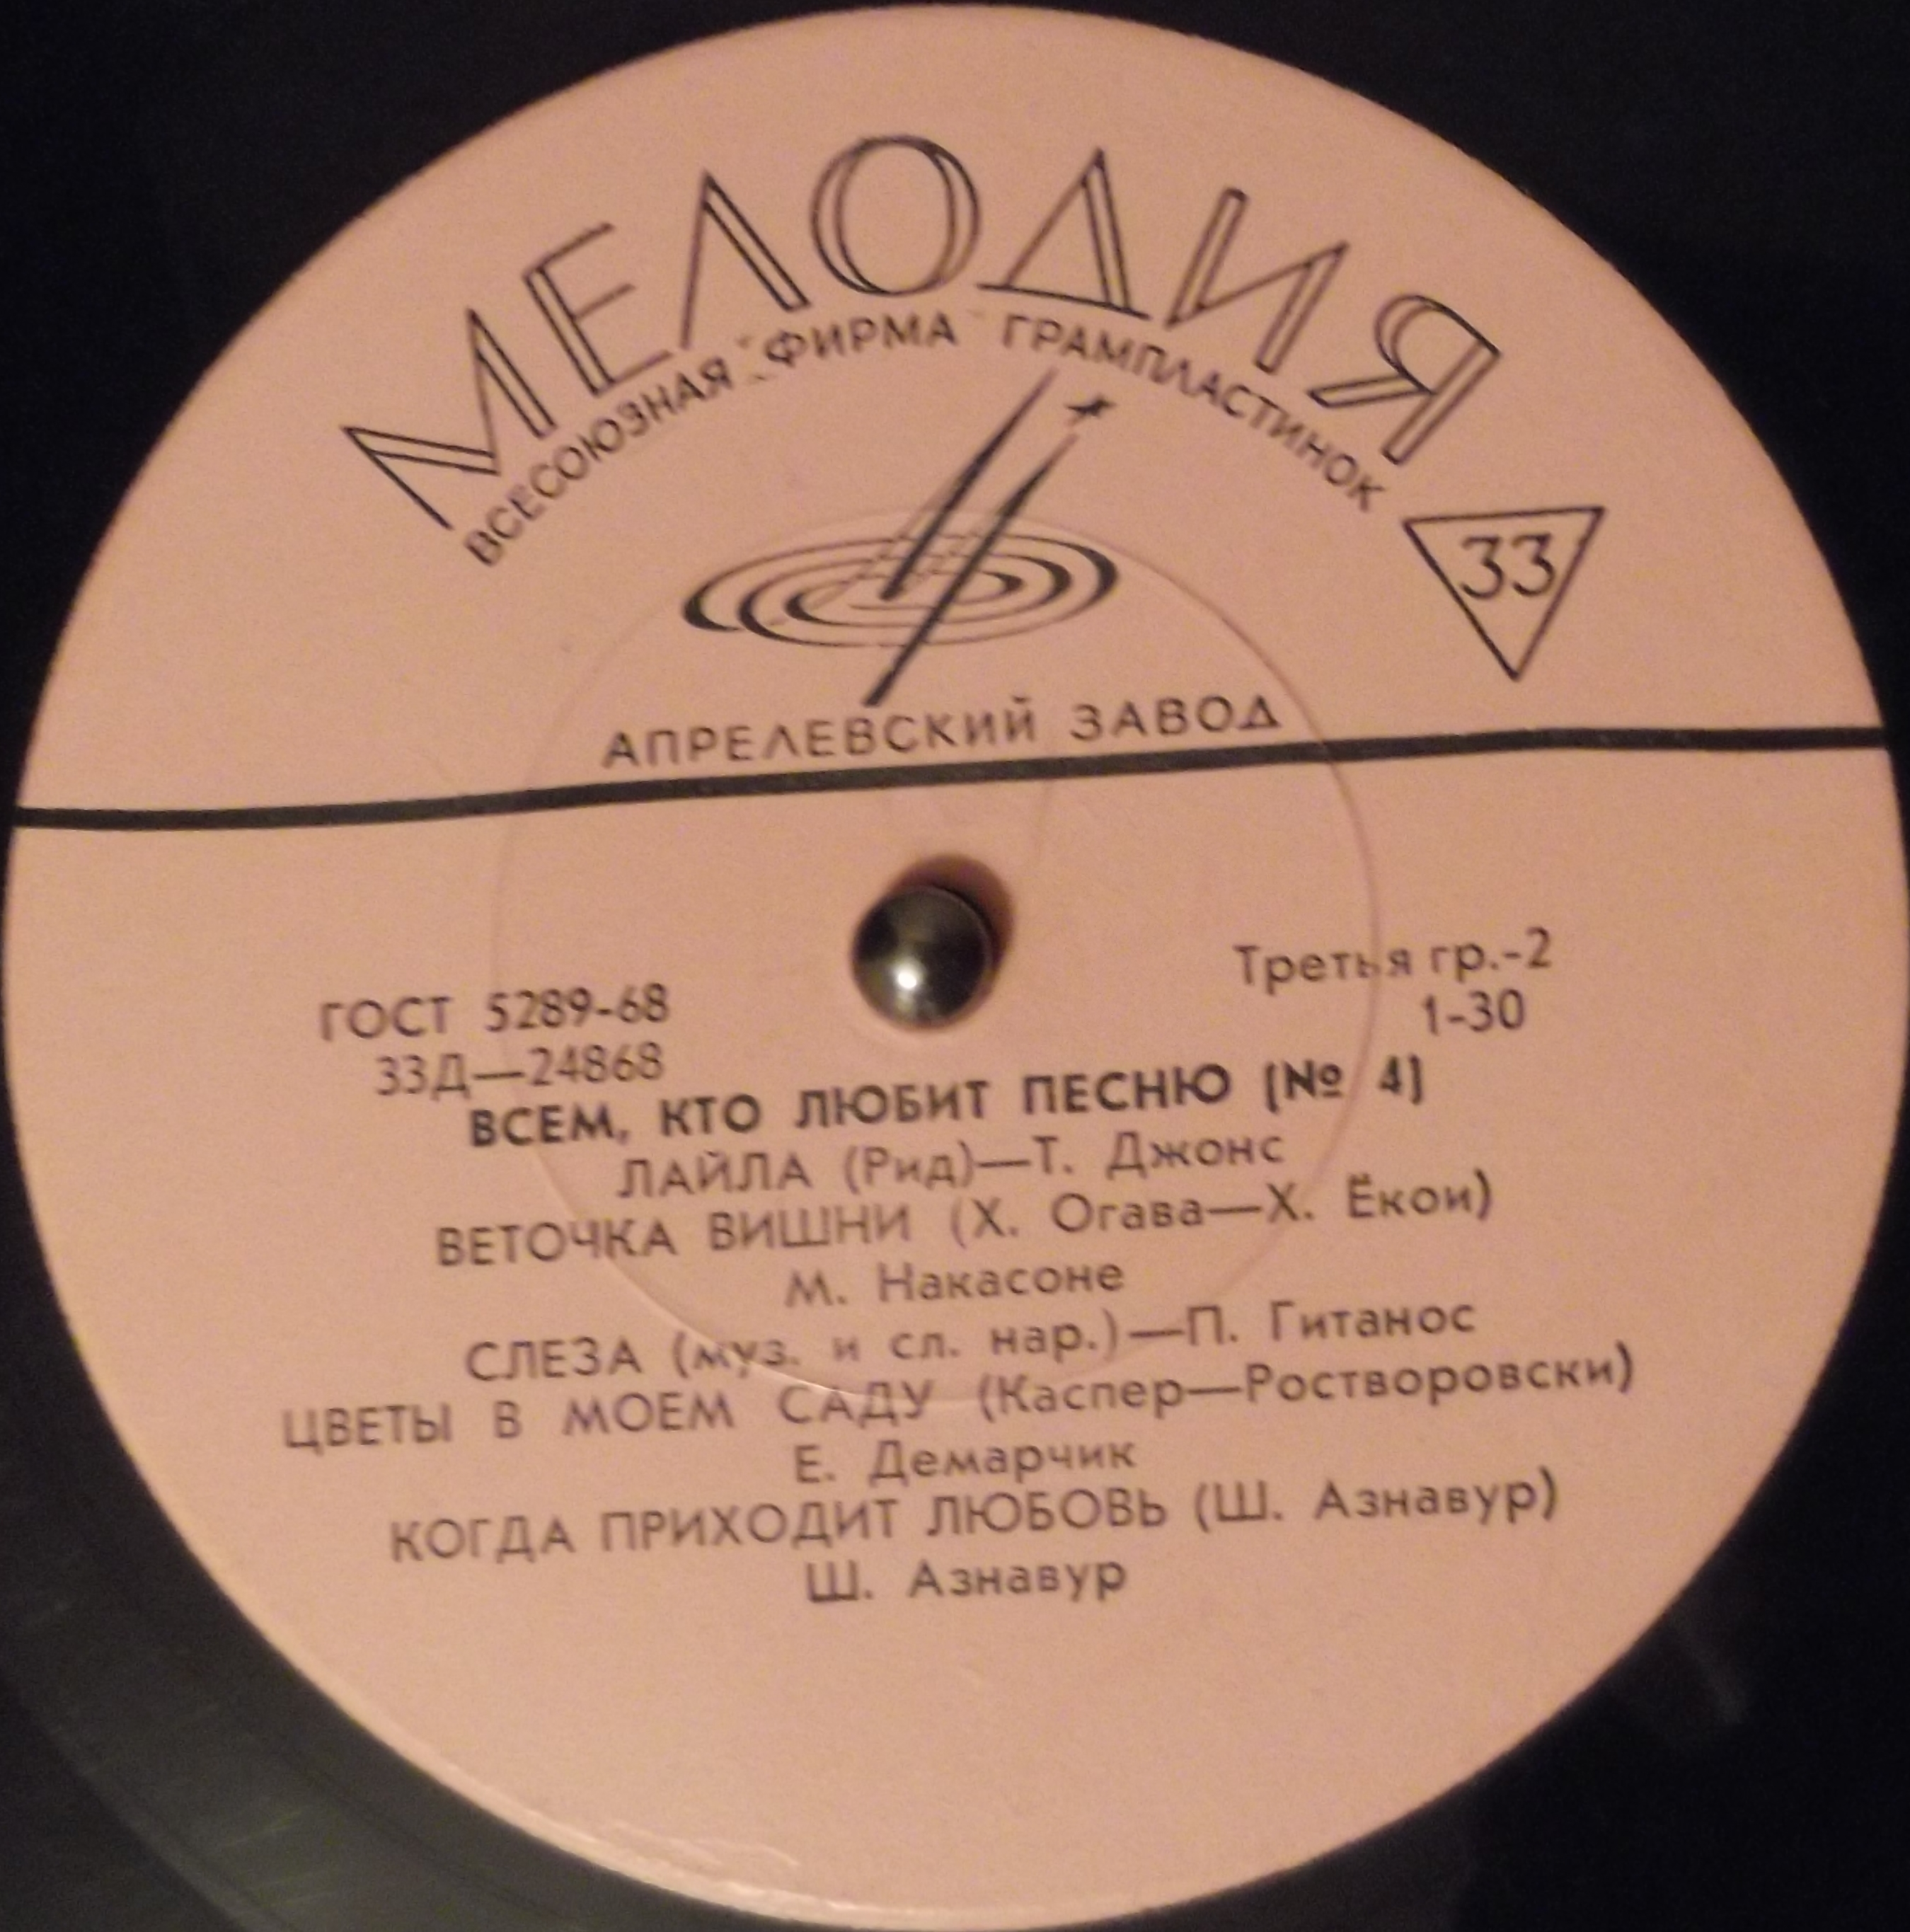 МЕЛОДИЯ
ВСЕСОЮЗНАЯ ФИРМА ГРАМПЛАСТИНОК
33
АПРЕЛЕВСКИЙ ЗАВОД
ГОСТ 5289-68
Третья гр.-2
33Д—24868
1-30
ВСЕМ, КТО ЛЮБИТ ПЕСНЮ (№ 4)
ЛАЙЛА (Рид)—Т. Джонс
ВЕТОЧКА ВИШНИ (Х. Огава—Х. Ёкои)
М. Накасоне
СЛЕЗА (муз. и сл. нар.)—П. Гитанос
ЦВЕТЫ В МОЕМ САДУ (Каспер—Ростворовски)
Е. Демарчик
КОГДА ПРИХОДИТ ЛЮБОВЬ (Ш. Азнавур)
Ш. Азнавур